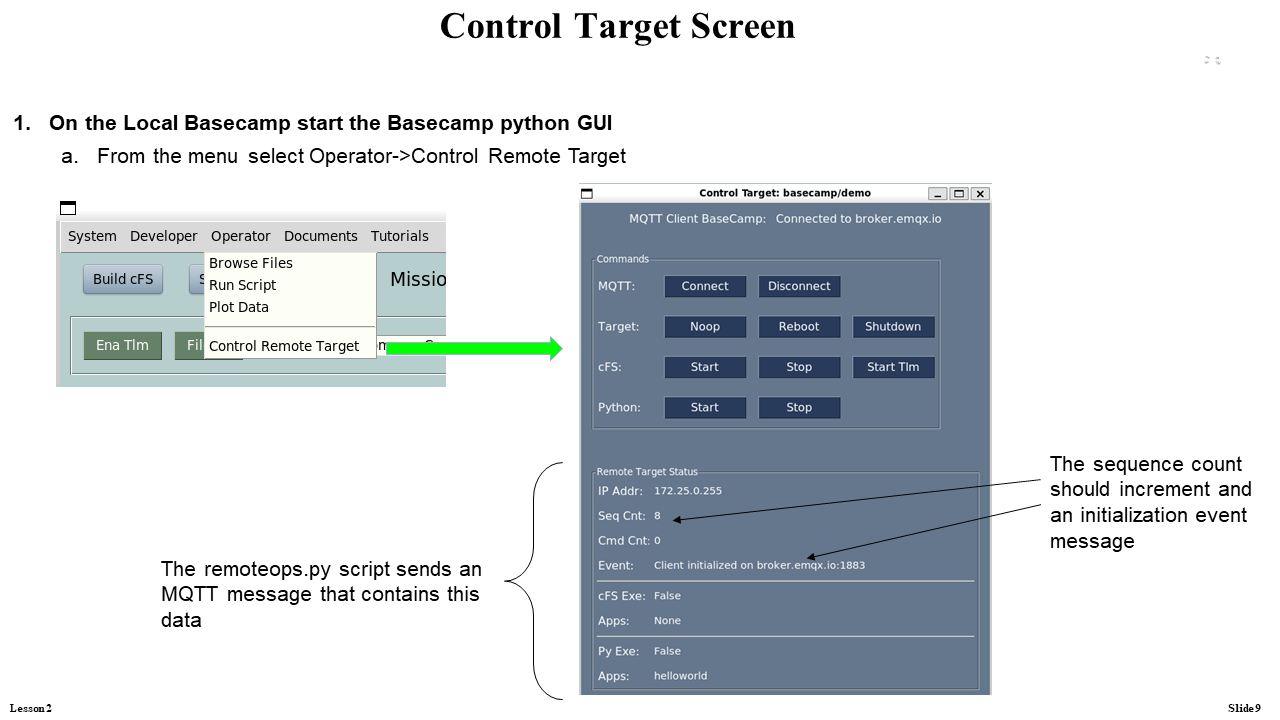 Control Target Screen
1. On the Local Basecamp start the Basecamp python GUI
a. From the menu select Operator->Control Remote Target
System Developer Operator Documents Tutorials
Browse Files
Run Script
Plot Data
Control Remote Target
Build cFS
Missio
Ena Tlm
Fil
Control Target: basecamp/demo
MQTT Client BaseCamp: Connected to broker.emqx.io
Commands
MQTT: Connect Disconnect
Target: Noop Reboot Shutdown
cFS: Start Stop Start Tlm
Python: Start Stop
Remote Target Status
IP Addr: 172.25.0.255
Seq Cnt: 8
Cmd Cnt: 0
Event: Client initialized on broker.emqx.io:1883
cFS Exe: False
Apps: None
Py Exe: False
Apps: helloworld
The sequence count
should increment and
an initialization event
message
The remoteops.py script sends an
MQTT message that contains this
data
Lesson 2
Slide 9